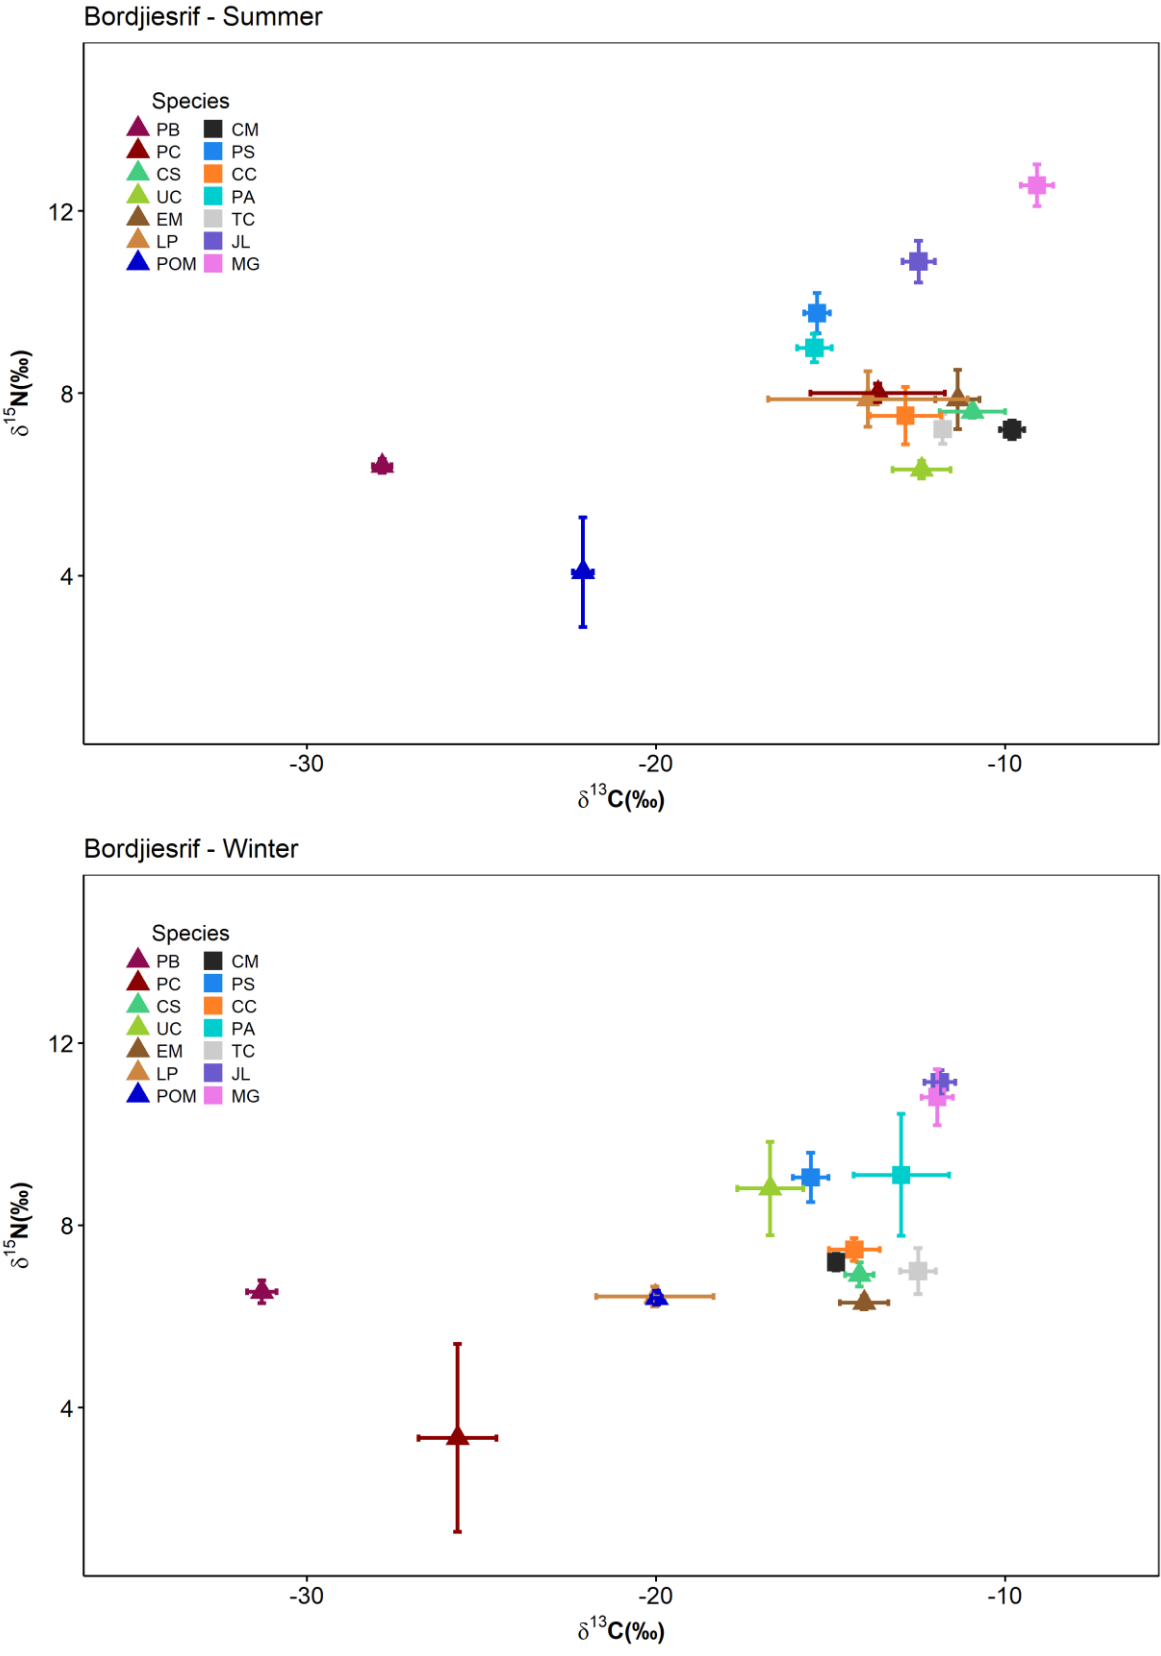 Bordjiesrif - Summer
Species
PB CM
PC PS
CS CC
UC PA
EM TC
LP JL
POM MG
12
8
4
δ15N(‰)
-30 -20 -10
δ13C(‰)
Bordjiesrif - Winter
Species
PB CM
PC PS
CS CC
UC PA
EM TC
LP JL
POM MG
12
8
4
δ15N(‰)
-30 -20 -10
δ13C(‰)